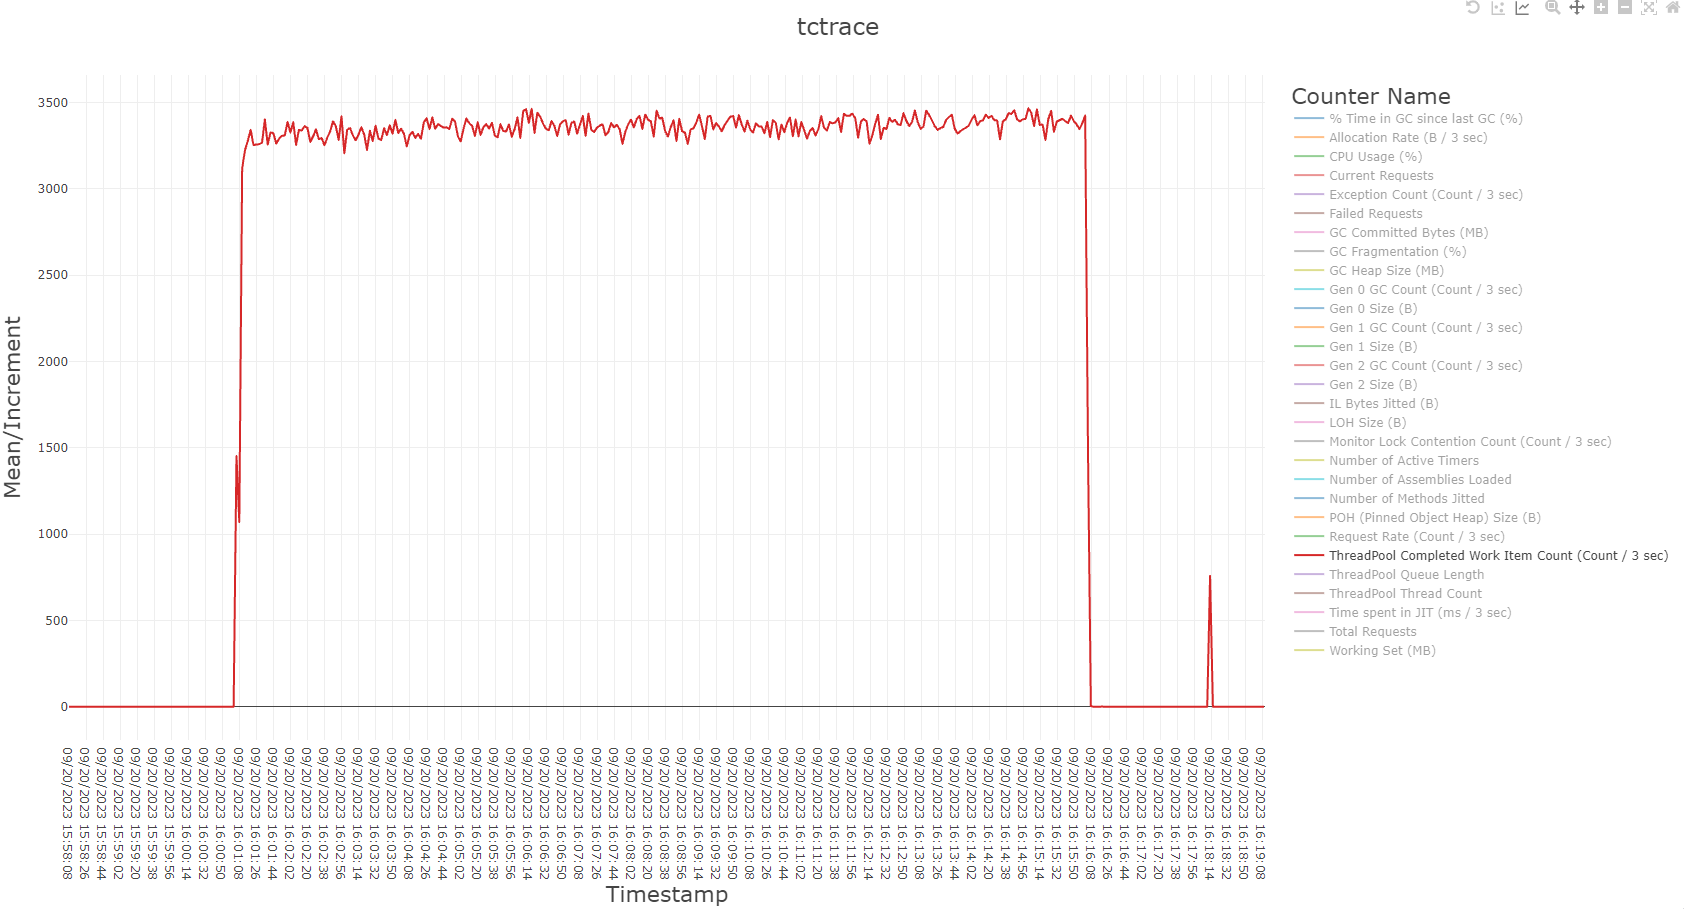 tctrace
Mean/Increment
3500
3000
2500
2000
1500
1000
500
0
09/20/2023 15:58:08
09/20/2023 15:58:26
09/20/2023 15:58:44
09/20/2023 15:59:02
09/20/2023 15:59:20
09/20/2023 15:59:38
09/20/2023 15:59:56
09/20/2023 16:00:14
09/20/2023 16:00:32
09/20/2023 16:00:50
09/20/2023 16:01:08
09/20/2023 16:01:26
09/20/2023 16:01:44
09/20/2023 16:02:02
09/20/2023 16:02:20
09/20/2023 16:02:38
09/20/2023 16:02:56
09/20/2023 16:03:14
09/20/2023 16:03:32
09/20/2023 16:03:50
09/20/2023 16:04:08
09/20/2023 16:04:26
09/20/2023 16:04:44
09/20/2023 16:05:02
09/20/2023 16:05:20
09/20/2023 16:05:38
09/20/2023 16:05:56
09/20/2023 16:06:14
09/20/2023 16:06:32
09/20/2023 16:06:50
09/20/2023 16:07:08
09/20/2023 16:07:26
09/20/2023 16:07:44
09/20/2023 16:08:02
09/20/2023 16:08:20
09/20/2023 16:08:38
09/20/2023 16:08:56
09/20/2023 16:09:14
09/20/2023 16:09:32
09/20/2023 16:09:50
09/20/2023 16:10:08
09/20/2023 16:10:26
09/20/2023 16:10:44
09/20/2023 16:11:02
09/20/2023 16:11:20
09/20/2023 16:11:38
09/20/2023 16:11:56
09/20/2023 16:12:14
09/20/2023 16:12:32
09/20/2023 16:12:50
09/20/2023 16:13:08
09/20/2023 16:13:26
09/20/2023 16:13:44
09/20/2023 16:14:02
09/20/2023 16:14:20
09/20/2023 16:14:38
09/20/2023 16:14:56
09/20/2023 16:15:14
09/20/2023 16:15:32
09/20/2023 16:15:50
09/20/2023 16:16:08
09/20/2023 16:16:26
09/20/2023 16:16:44
09/20/2023 16:17:02
09/20/2023 16:17:20
09/20/2023 16:17:38
09/20/2023 16:17:56
09/20/2023 16:18:14
09/20/2023 16:18:32
09/20/2023 16:18:50
09/20/2023 16:19:08
Timestamp
Counter Name
% Time in GC since last GC (%)
Allocation Rate (B / 3 sec)
CPU Usage (%)
Current Requests
Exception Count (Count / 3 sec)
Failed Requests
GC Committed Bytes (MB)
GC Fragmentation (%)
GC Heap Size (MB)
Gen 0 GC Count (Count / 3 sec)
Gen 0 Size (B)
Gen 1 GC Count (Count / 3 sec)
Gen 1 Size (B)
Gen 2 GC Count (Count / 3 sec)
Gen 2 Size (B)
IL Bytes Jitted (B)
LOH Size (B)
Monitor Lock Contention Count (Count / 3 sec)
Number of Active Timers
Number of Assemblies Loaded
Number of Methods Jitted
POH (Pinned Object Heap) Size (B)
Request Rate (Count / 3 sec)
ThreadPool Completed Work Item Count (Count / 3 sec)
ThreadPool Queue Length
ThreadPool Thread Count
Time spent in JIT (ms / 3 sec)
Total Requests
Working Set (MB)